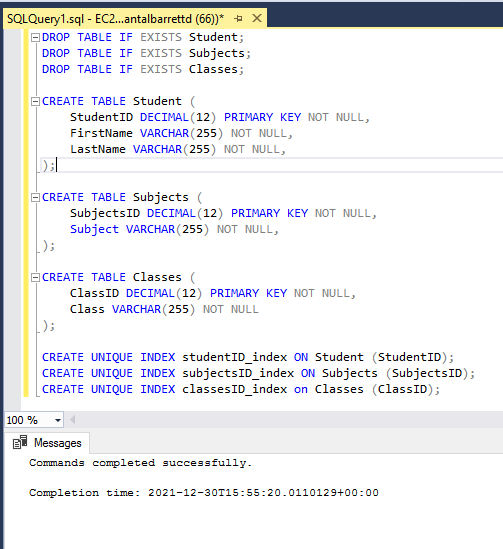 SQLQuery1.sql - EC2...antalbarrettd (66))*
DROP TABLE IF EXISTS Student;
DROP TABLE IF EXISTS Subjects;
DROP TABLE IF EXISTS Classes;
CREATE TABLE Student (
StudentID DECIMAL(12) PRIMARY KEY NOT NULL,
FirstName VARCHAR(255) NOT NULL,
LastName VARCHAR(255) NOT NULL,
);
CREATE TABLE Subjects (
SubjectsID DECIMAL(12) PRIMARY KEY NOT NULL,
Subject VARCHAR(255) NOT NULL,
);
CREATE TABLE Classes (
ClassID DECIMAL(12) PRIMARY KEY NOT NULL,
Class VARCHAR(255) NOT NULL
);
CREATE UNIQUE INDEX studentID_index ON Student (StudentID);
CREATE UNIQUE INDEX subjectsID_index ON Subjects (SubjectsID);
CREATE UNIQUE INDEX classesID_index on Classes (ClassID);
100 %
Messages
Commands completed successfully.
Completion time: 2021-12-30T15:55:20.0110129+00:00